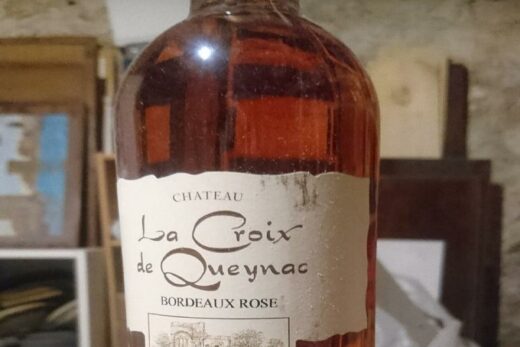 CHATEAU
La Croix
de Queynac
BORDEAUX ROSE